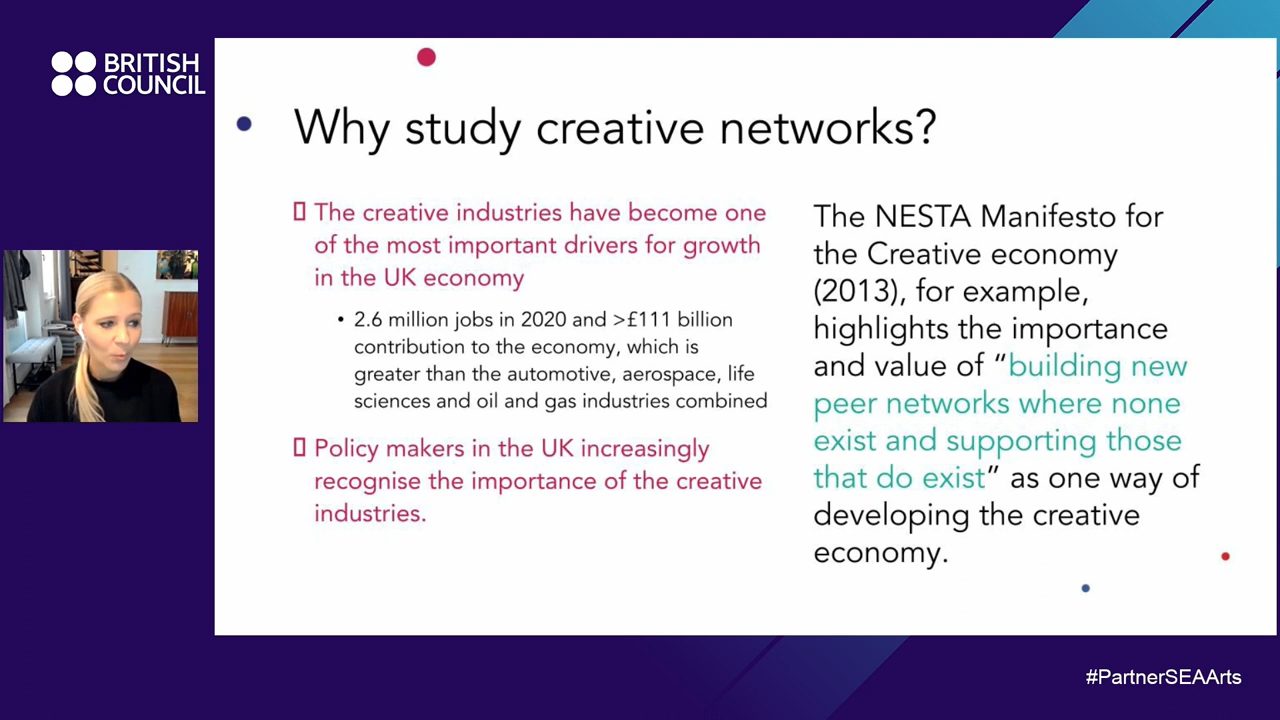 BRITISH
COUNCIL
Why study creative networks?
The creative industries have become one
of the most important drivers for growth
in the UK economy
• 2.6 million jobs in 2020 and >£111 billion
contribution to the economy, which is
greater than the automotive, aerospace, life
sciences and oil and gas industries combined
Policy makers in the UK increasingly
recognise the importance of the creative
industries.
The NESTA Manifesto for
the Creative economy
(2013), for example,
highlights the importance
and value of “building new
peer networks where none
exist and supporting those
that do exist” as one way of
developing the creative
economy.
#PartnerSEAArts